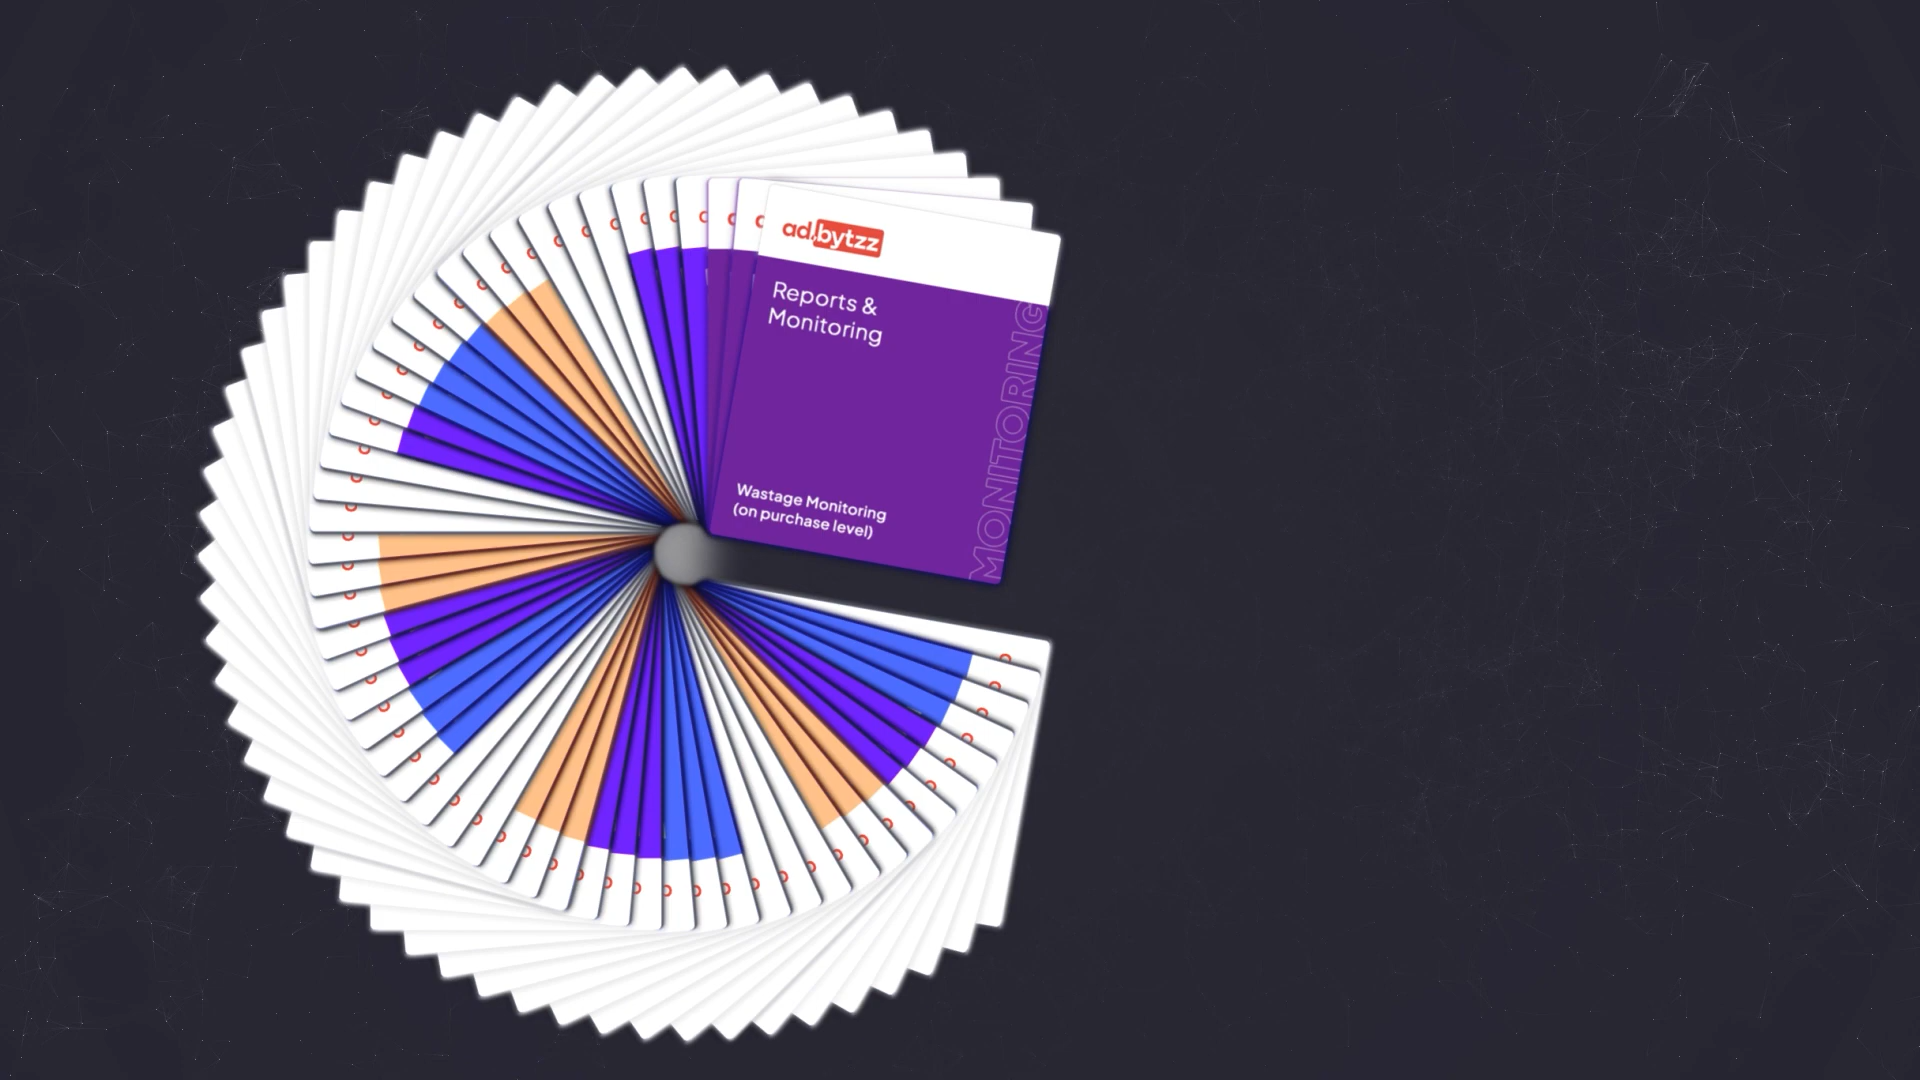 ad.bytzz
Reports &
Monitoring
MONITORING
Wastage Monitoring
(on purchase level)